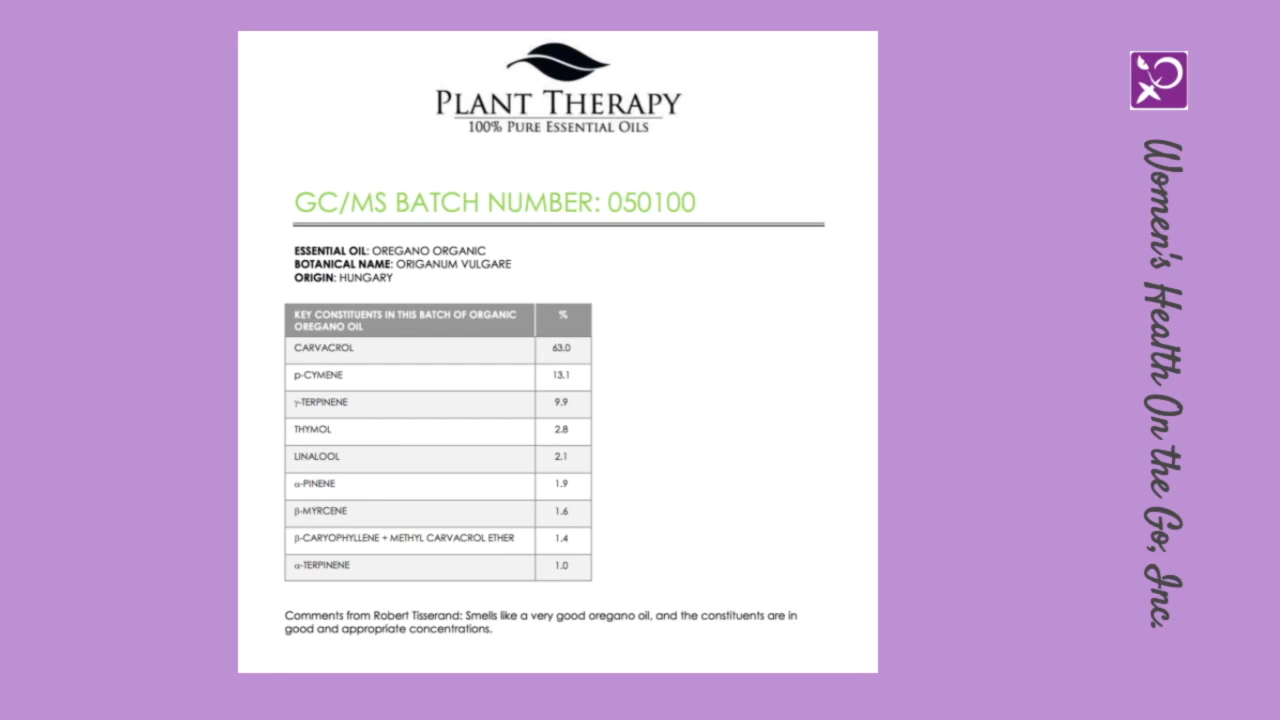 PLANT THERAPY
100% PURE ESSENTIAL OILS
GC/MS BATCH NUMBER: 050100
ESSENTIAL OIL: OREGANO ORGANIC
BOTANICAL NAME: ORIGANUM VULGARE
ORIGIN: HUNGARY
KEY CONSTITUENTS IN THIS BATCH OF ORGANIC %
OREGANO OIL
CARVACROL 63.0
p-CYMENE 13.1
γ-TERPINENE 9.9
THYMOL 2.8
LINALOOL 2.1
α-PINENE 1.9
β-MYRCENE 1.6
β-CARYOPHYLLENE + METHYL CARVACROL ETHER 1.4
α-TERPINENE 1.0
Comments from Robert Tisserand: Smells like a very good oregano oil, and the constituents are in
good and appropriate concentrations.
Women's Health On the Go, Inc.